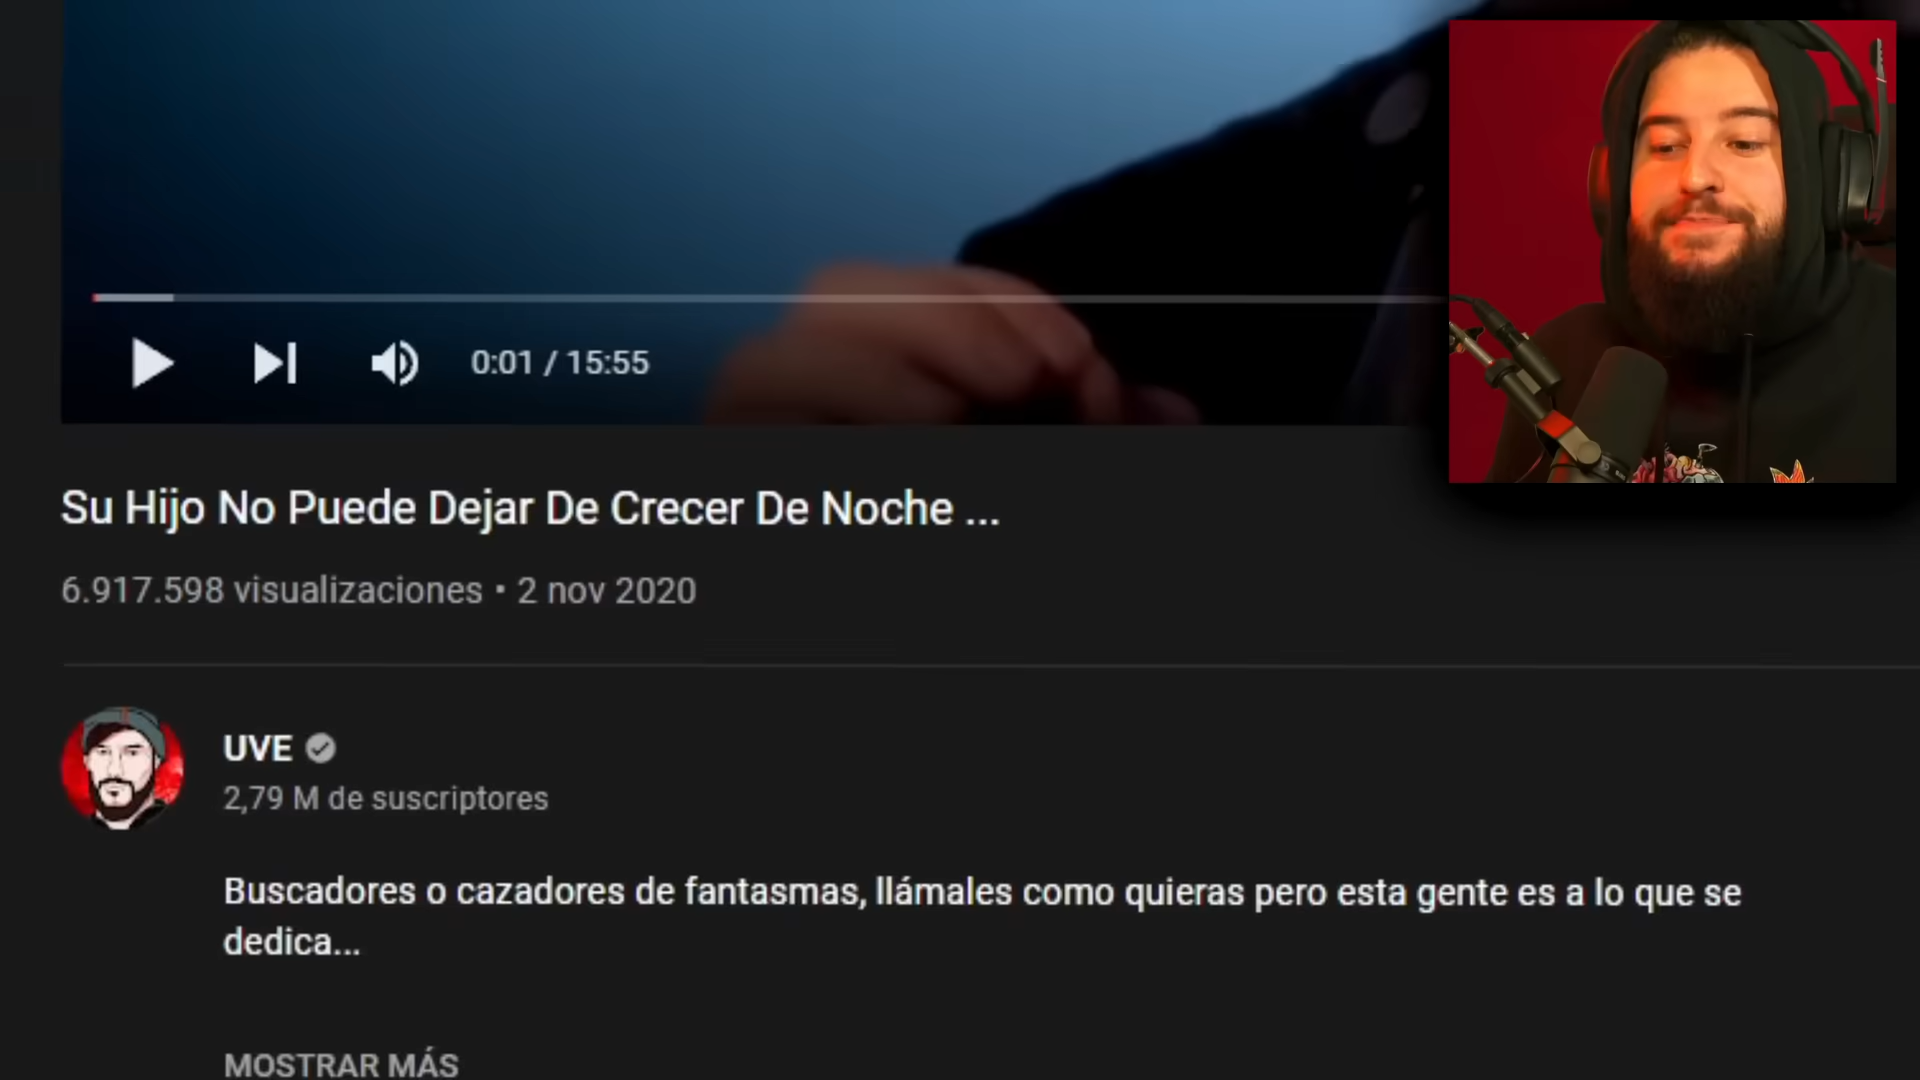 0:01 / 15:55
Su Hijo No Puede Dejar De Crecer De Noche ...
6.917.598 visualizaciones • 2 nov 2020
UVE
2,79 M de suscriptores
Buscadores o cazadores de fantasmas, llámales como quieras pero esta gente es a lo que se
dedica...
MOSTRAR MÁS